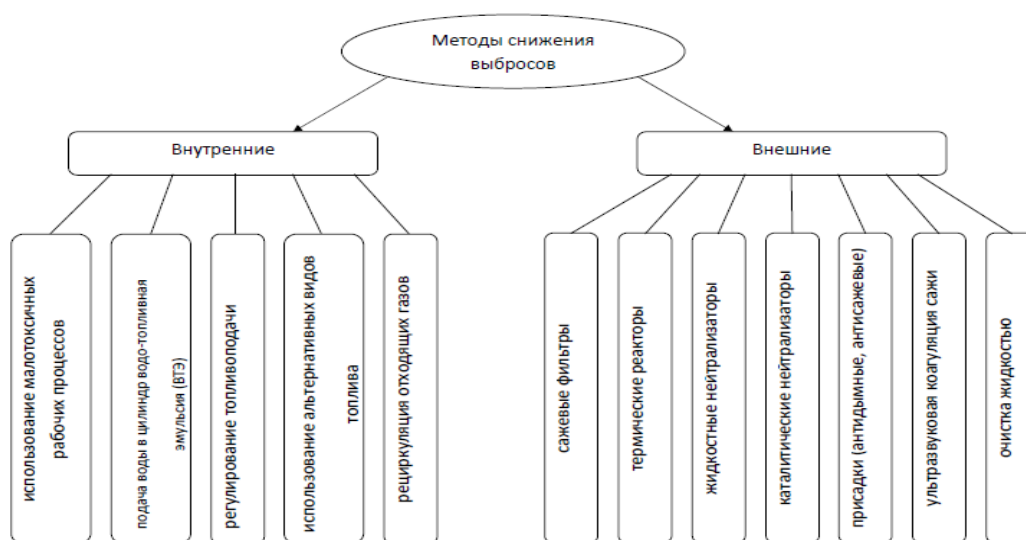 Методы снижения
выбросов
Внутренние
Внешние
использование малотоксичных
рабочих процессов
подача воды в цилиндр водо-топливная
эмульсия (ВТЭ)
регулирование топливоподачи
использование альтернативных видов
топлива
рециркуляция отходящих газов
сажевые фильтры
термические реакторы
жидкостные нейтрализаторы
каталитические нейтрализаторы
присадки (антидымные, антисажевые)
ультразвуковая коагуляция сажи
очистка жидкостью